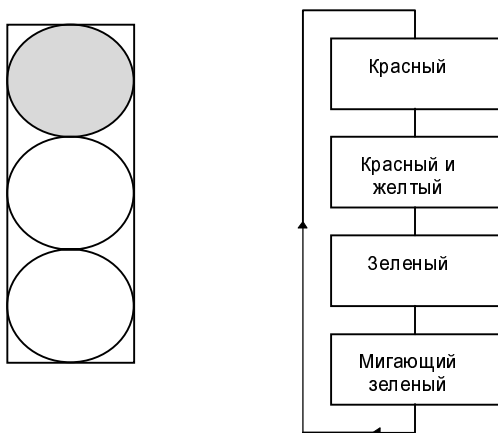 Красный
Красный и
желтый
Зеленый
Мигающий
зеленый